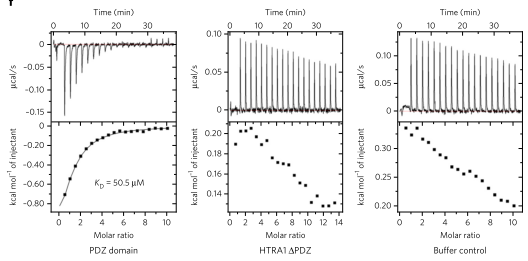 f
Time (min)
0 10 20 30
0
−0.05
−0.10
−0.15
µcal/s
0
−0.20
−0.40
−0.60
−0.80
kcal mol⁻¹ of injectant
K_D = 50.5 µM
0 2 4 6 8 10
Molar ratio
PDZ domain
Time (min)
0 10 20 30
0.10
0.05
0
µcal/s
0.20
0.18
0.16
0.14
kcal mol⁻¹ of injectant
0 2 4 6 8 10 12 14
Molar ratio
HTRA1 ΔPDZ
Time (min)
0 10 20 30
0.10
0.05
0
µcal/s
0.30
0.25
0.20
kcal mol⁻¹ of injectant
0 2 4 6 8 10
Molar ratio
Buffer control